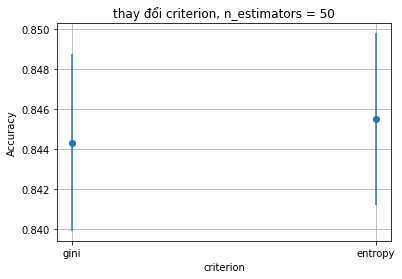 thay đổi criterion, n_estimators = 50
0.850
0.848
0.846
0.844
0.842
0.840
Accuracy
gini
entropy
criterion